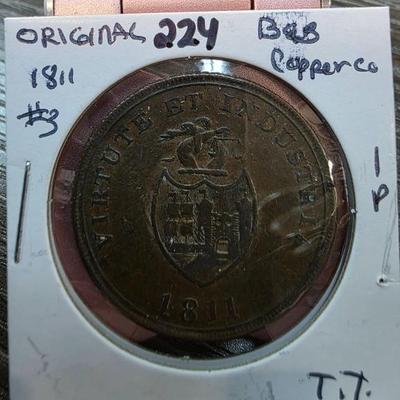 ORIGINAL 224 B&B
1811 Copper Co
#3
1 P
VIRTUTE ET INDUSTRIA
1811
T.T.